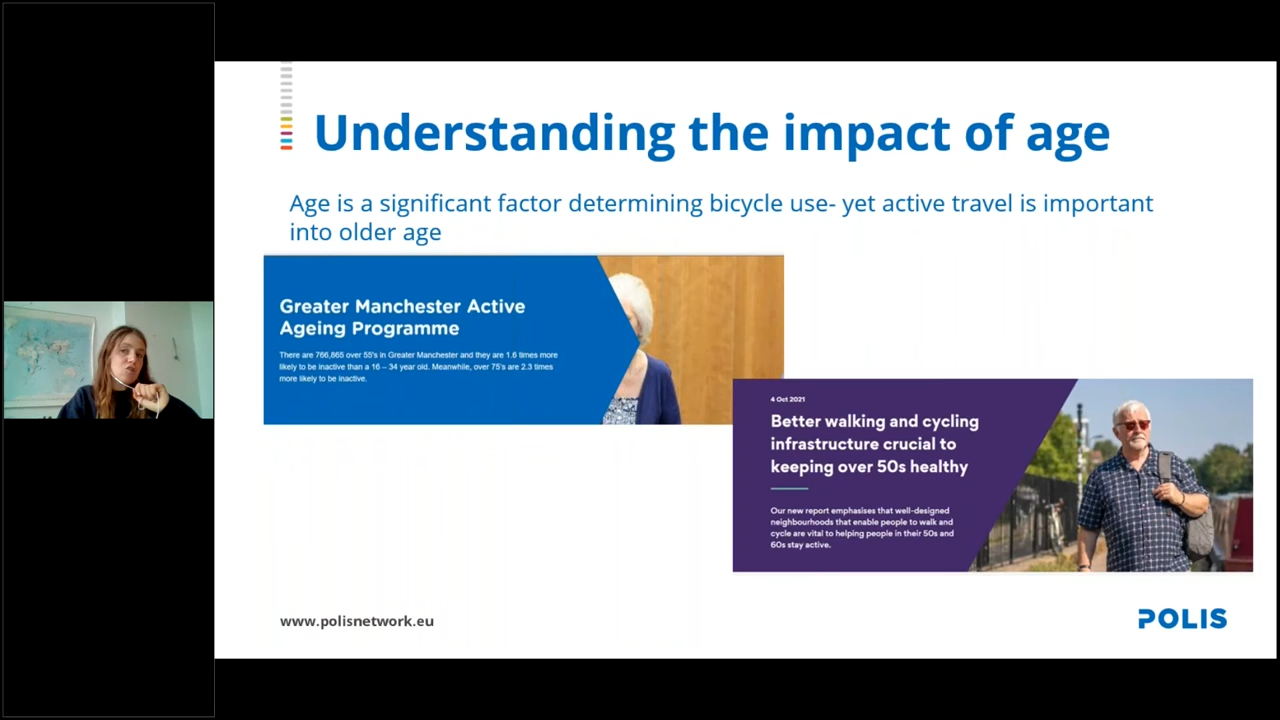 Understanding the impact of age
Age is a significant factor determining bicycle use- yet active travel is important
into older age
Greater Manchester Active
Ageing Programme
There are 766,865 over 55's in Greater Manchester and they are 1.6 times more
likely to be inactive than a 16 – 34 year old. Meanwhile, over 75's are 2.3 times
more likely to be inactive.
4 Oct 2021
Better walking and cycling
infrastructure crucial to
keeping over 50s healthy
Our new report emphasises that well-designed
neighbourhoods that enable people to walk and
cycle are vital to helping people in their 50s and
60s stay active.
www.polisnetwork.eu
POLIS